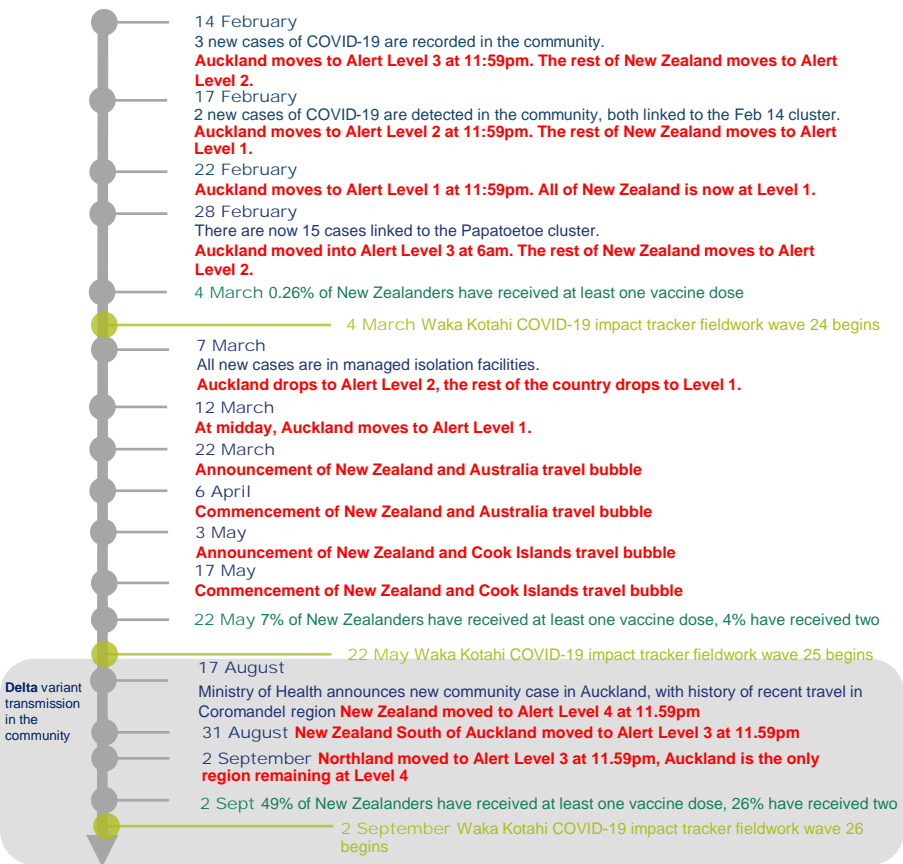 14 February
3 new cases of COVID-19 are recorded in the community.
Auckland moves to Alert Level 3 at 11:59pm. The rest of New Zealand moves to Alert
Level 2.
17 February
2 new cases of COVID-19 are detected in the community, both linked to the Feb 14 cluster.
Auckland moves to Alert Level 2 at 11:59pm. The rest of New Zealand moves to Alert
Level 1.
22 February
Auckland moves to Alert Level 1 at 11:59pm. All of New Zealand is now at Level 1.
28 February
There are now 15 cases linked to the Papatoetoe cluster.
Auckland moved into Alert Level 3 at 6am. The rest of New Zealand moves to Alert
Level 2.
4 March 0.26% of New Zealanders have received at least one vaccine dose
4 March Waka Kotahi COVID-19 impact tracker fieldwork wave 24 begins
7 March
All new cases are in managed isolation facilities.
Auckland drops to Alert Level 2, the rest of the country drops to Level 1.
12 March
At midday, Auckland moves to Alert Level 1.
22 March
Announcement of New Zealand and Australia travel bubble
6 April
Commencement of New Zealand and Australia travel bubble
3 May
Announcement of New Zealand and Cook Islands travel bubble
17 May
Commencement of New Zealand and Cook Islands travel bubble
22 May 7% of New Zealanders have received at least one vaccine dose, 4% have received two
22 May Waka Kotahi COVID-19 impact tracker fieldwork wave 25 begins
Delta variant
transmission
in the
community
17 August
Ministry of Health announces new community case in Auckland, with history of recent travel in
Coromandel region New Zealand moved to Alert Level 4 at 11.59pm
31 August New Zealand South of Auckland moved to Alert Level 3 at 11.59pm
2 September Northland moved to Alert Level 3 at 11.59pm, Auckland is the only
region remaining at Level 4
2 Sept 49% of New Zealanders have received at least one vaccine dose, 26% have received two
2 September Waka Kotahi COVID-19 impact tracker fieldwork wave 26
begins